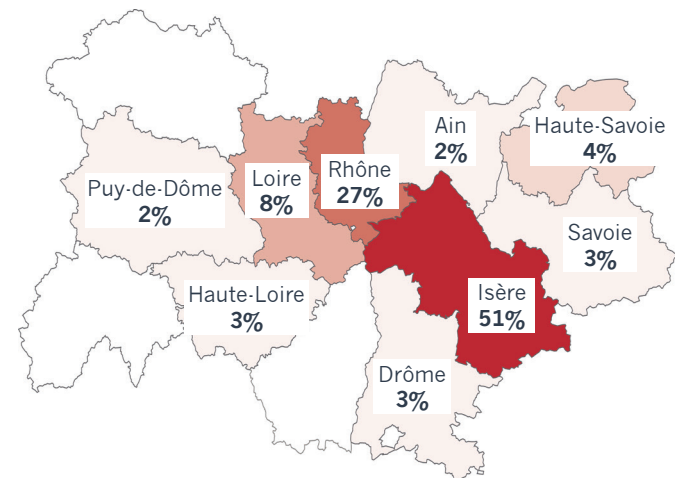 Ain
2%
Haute-Savoie
4%
Puy-de-Dôme
2%
Loire
8%
Rhône
27%
Savoie
3%
Haute-Loire
3%
Isère
51%
Drôme
3%